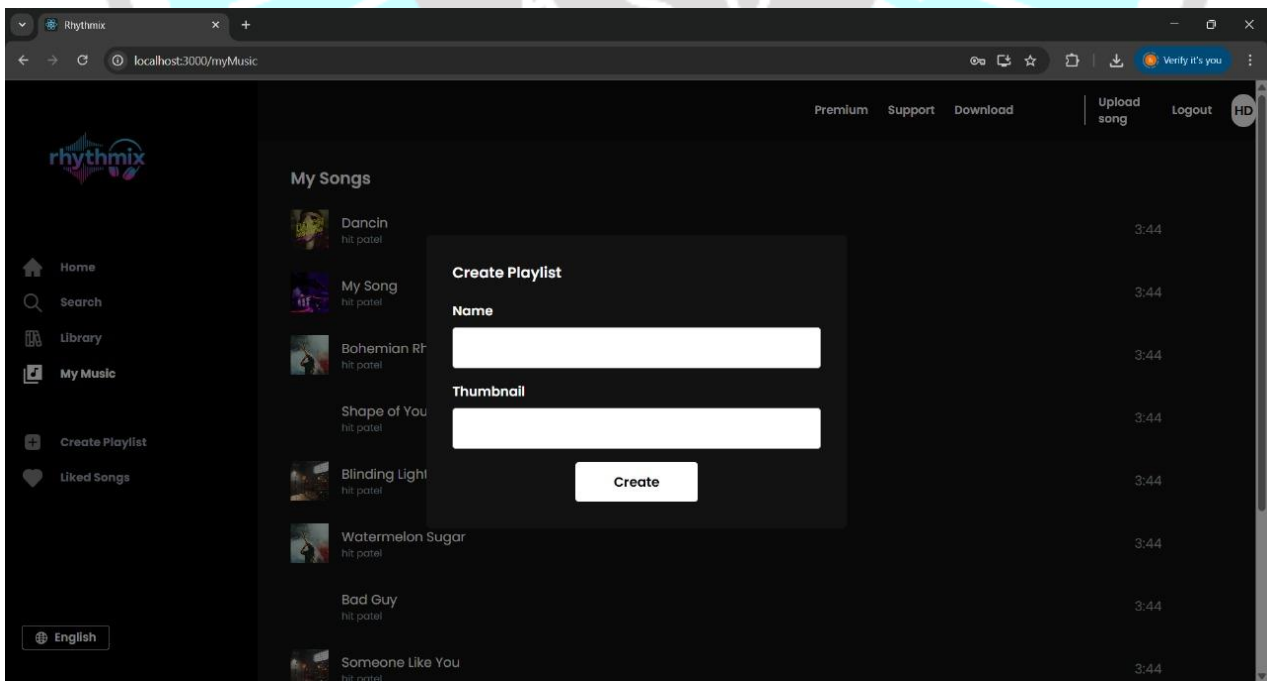 Rhythmix
localhost:3000/myMusic
Verify it's you
Premium Support Download Upload song Logout HD
rhythmix
Home
Search
Library
My Music
Create Playlist
Liked Songs
English
My Songs
Dancin 3:44
hit patel
My Song 3:44
hit patel
Bohemian Rh 3:44
hit patel
Shape of You 3:44
hit patel
Blinding Light 3:44
hit patel
Watermelon Sugar 3:44
hit patel
Bad Guy 3:44
hit patel
Someone Like You 3:44
hit patel
Create Playlist
Name
Thumbnail
Create